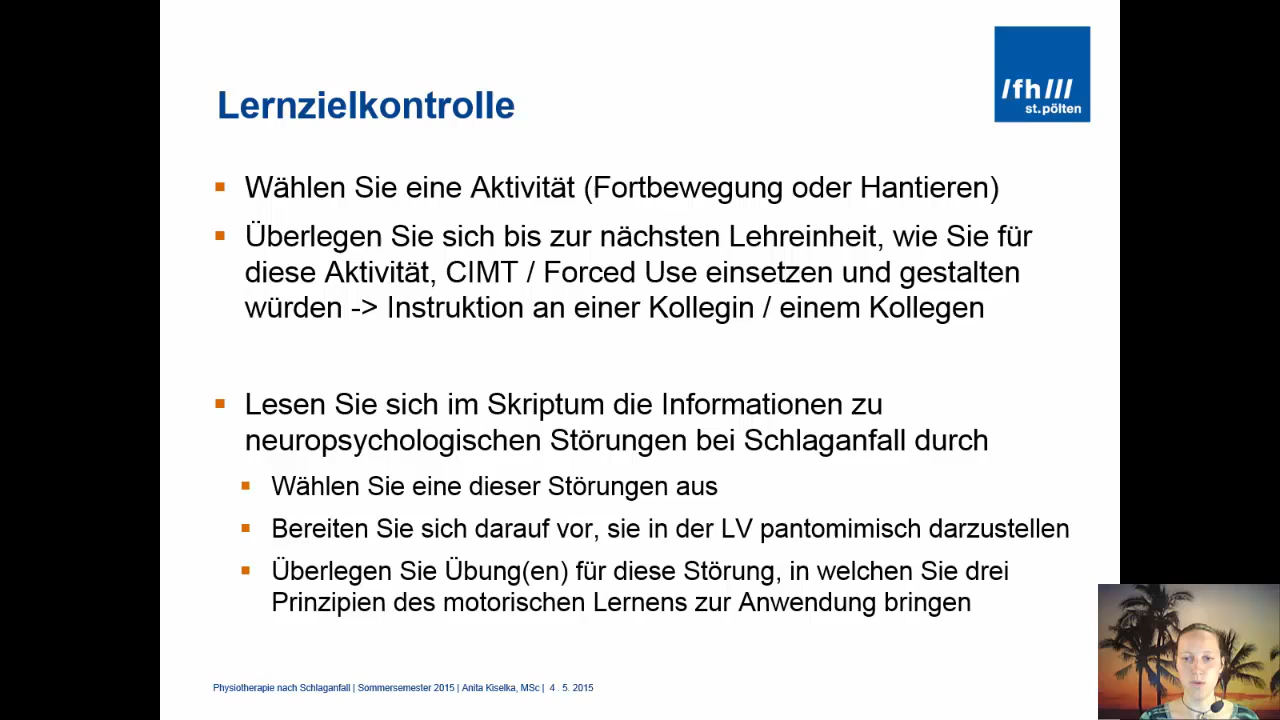 /fh///
st.pölten
Lernzielkontrolle
Wählen Sie eine Aktivität (Fortbewegung oder Hantieren)
Überlegen Sie sich bis zur nächsten Lehreinheit, wie Sie für
diese Aktivität, CIMT / Forced Use einsetzen und gestalten
würden -> Instruktion an einer Kollegin / einem Kollegen
Lesen Sie sich im Skriptum die Informationen zu
neuropsychologischen Störungen bei Schlaganfall durch
Wählen Sie eine dieser Störungen aus
Bereiten Sie sich darauf vor, sie in der LV pantomimisch darzustellen
Überlegen Sie Übung(en) für diese Störung, in welchen Sie drei
Prinzipien des motorischen Lernens zur Anwendung bringen
Physiotherapie nach Schlaganfall | Sommersemester 2015 | Anita Kiselka, MSc | 4 . 5. 2015